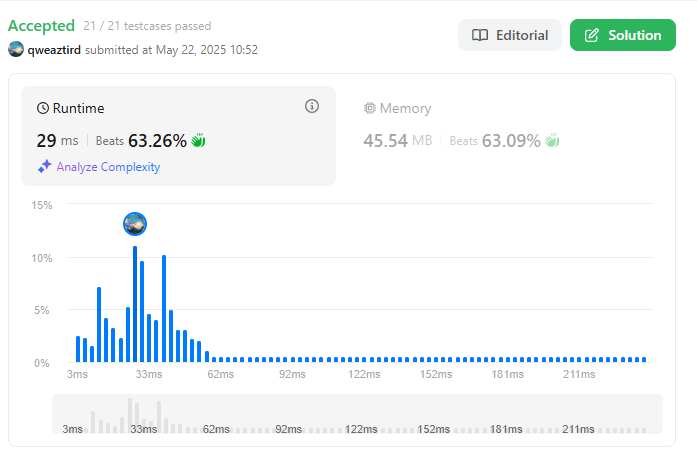 Accepted 21 / 21 testcases passed
qweaztird submitted at May 22, 2025 10:52
Editorial
Solution
Runtime
29 ms Beats 63.26%
Analyze Complexity
Memory
45.54 MB Beats 63.09%
15%
10%
5%
0%
3ms 33ms 62ms 92ms 122ms 152ms 181ms 211ms
3ms 33ms 62ms 92ms 122ms 152ms 181ms 211ms